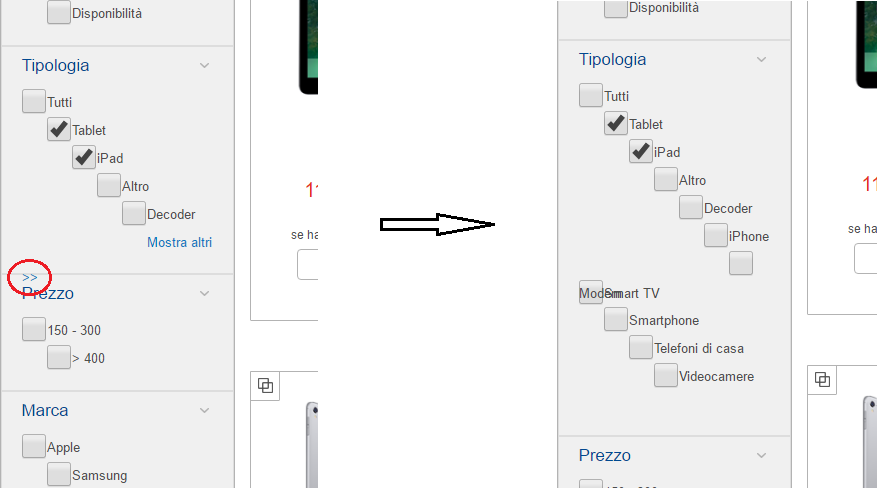 Disponibilità
Tipologia
Tutti
Tablet
iPad
Altro
Decoder
Mostra altri
>>
Prezzo
150 - 300
> 400
Marca
Apple
Samsung
11
se ha
Disponibilità
Tipologia
Tutti
Tablet
iPad
Altro
Decoder
iPhone
Modem
Smart TV
Smartphone
Telefoni di casa
Videocamere
Prezzo
11
se ha